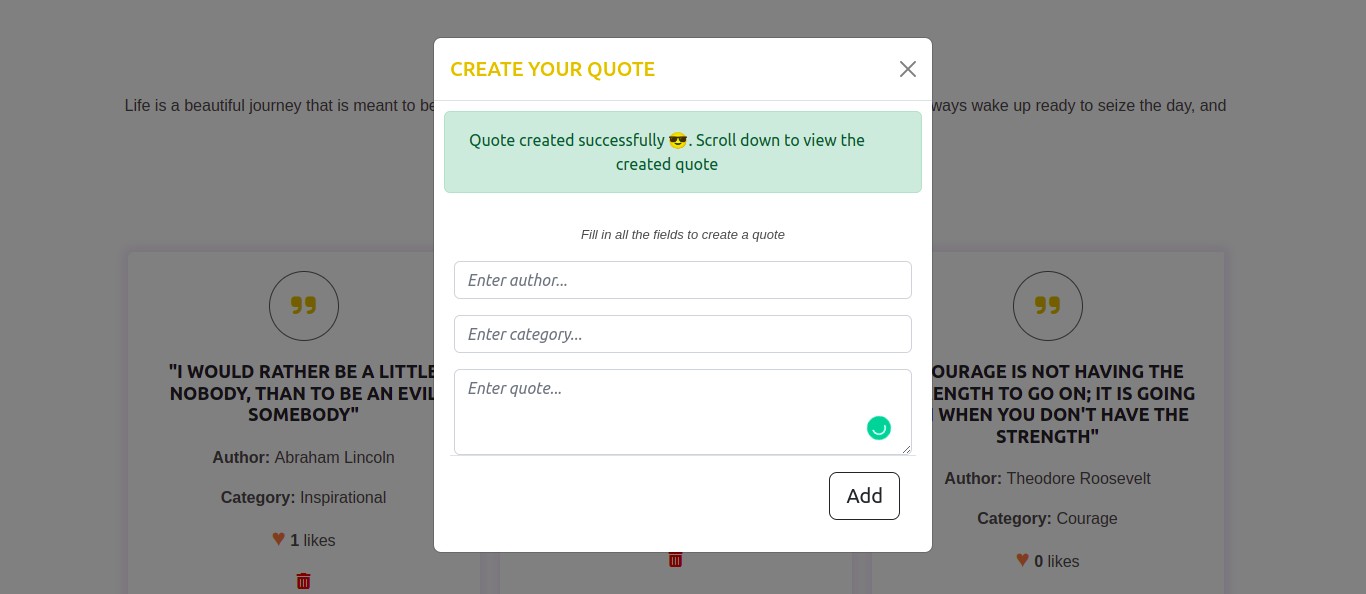 CREATE YOUR QUOTE
Life is a beautiful journey that is meant to be
ways wake up ready to seize the day, and
Quote created successfully 😎. Scroll down to view the
created quote
Fill in all the fields to create a quote
Enter author...
Enter category...
Enter quote...
Add
"I WOULD RATHER BE A LITTLE
NOBODY, THAN TO BE AN EVIL
SOMEBODY"
Author: Abraham Lincoln
Category: Inspirational
♥ 1 likes
OURAGE IS NOT HAVING THE
ENGTH TO GO ON; IT IS GOING
WHEN YOU DON'T HAVE THE
STRENGTH"
Author: Theodore Roosevelt
Category: Courage
♥ 0 likes